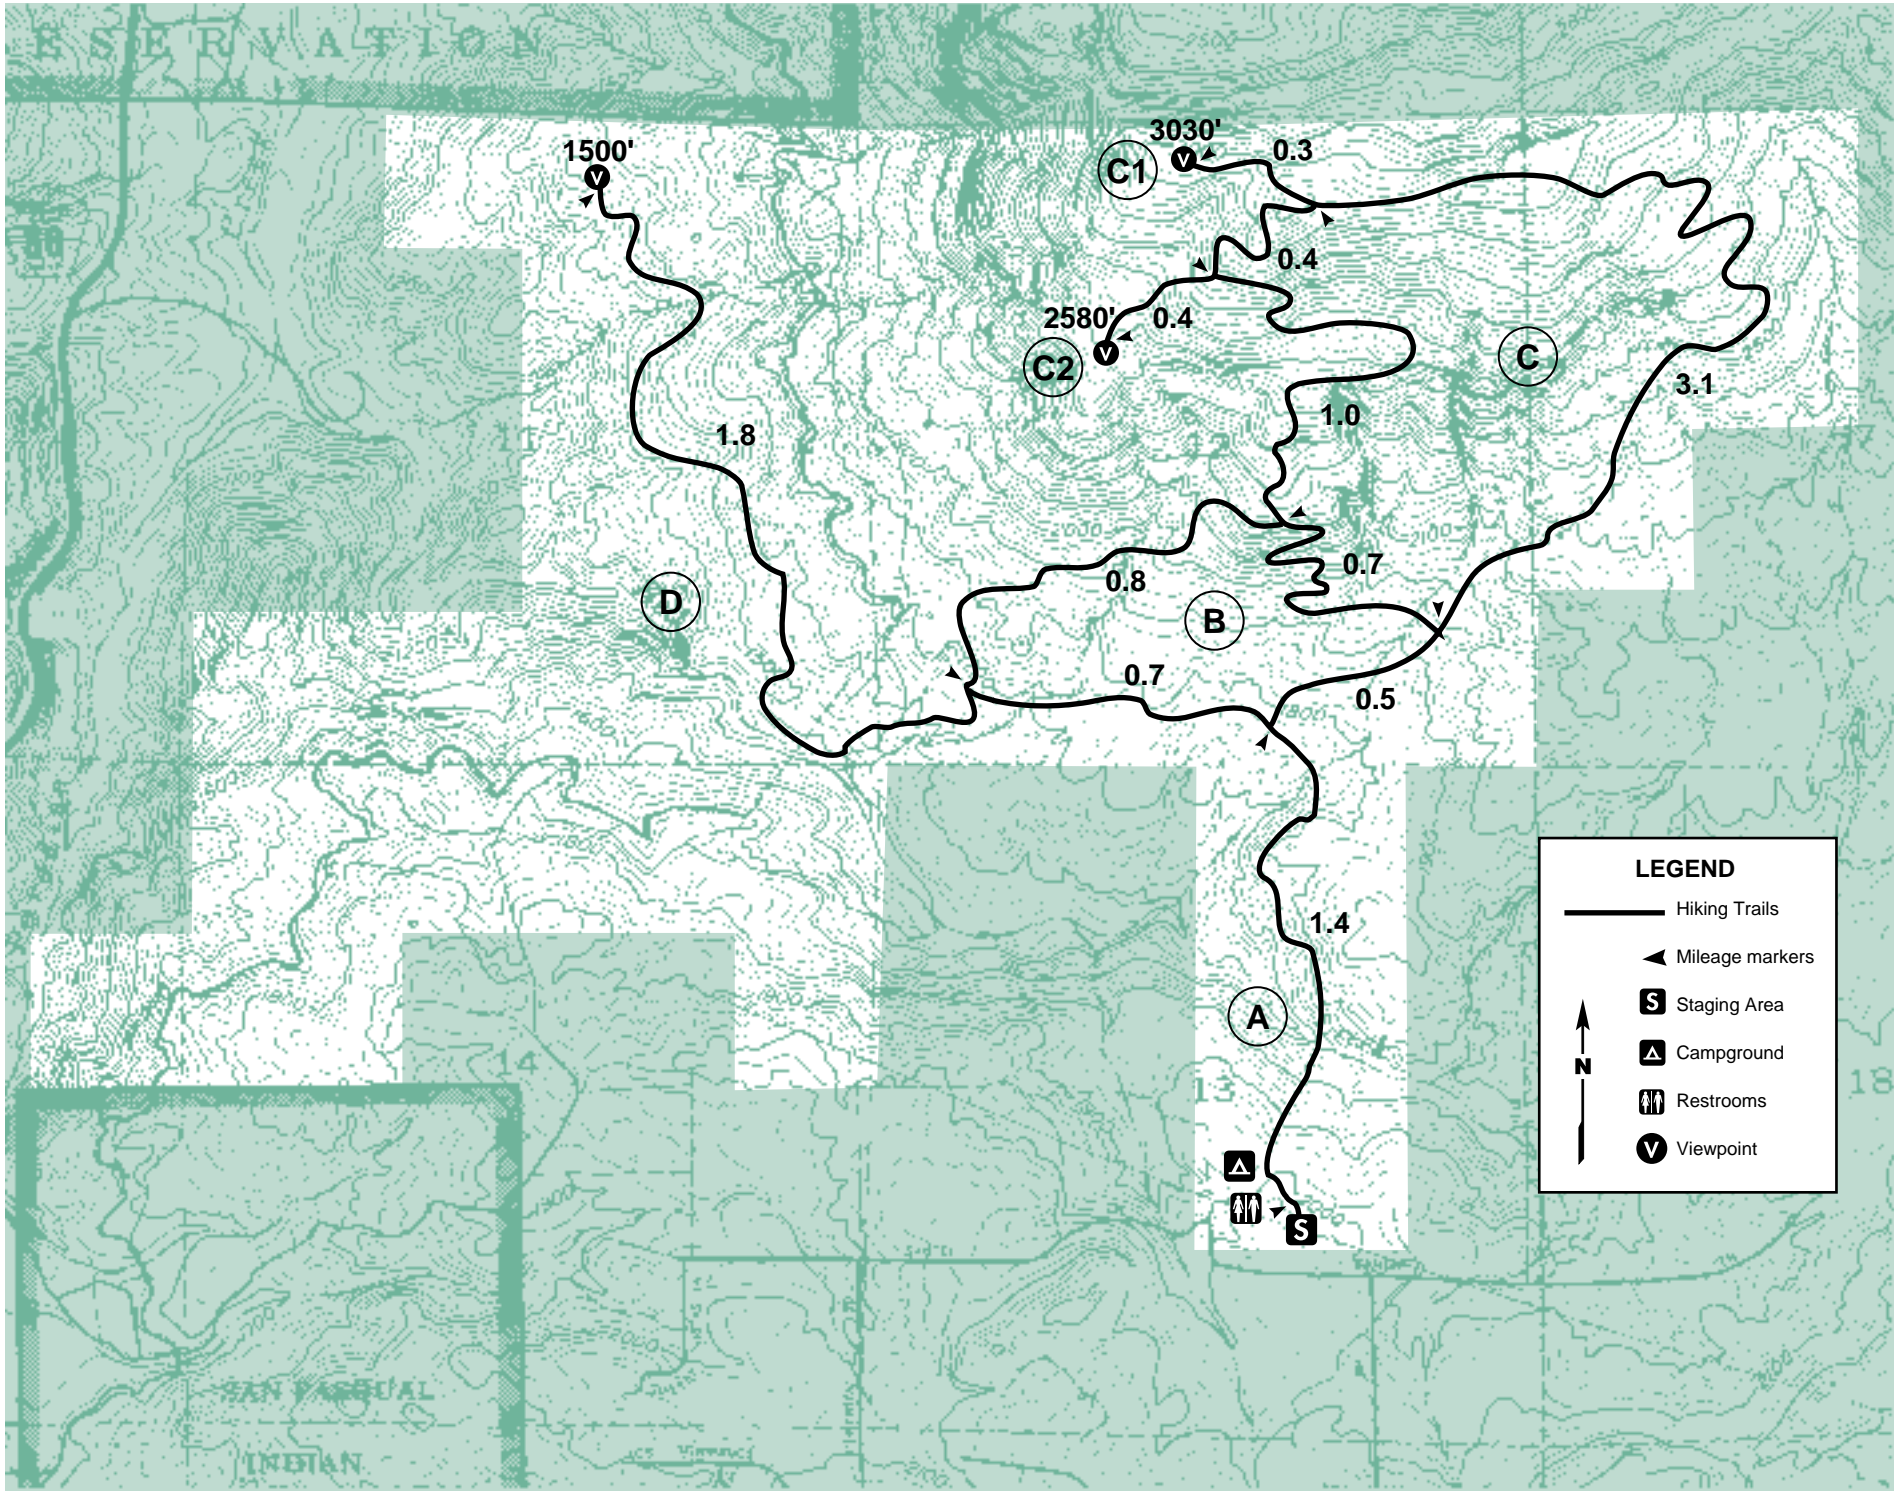 ESERVATION
3030'
0.3
1500'
C1
0.4
2580'
0.4
C2
C
3.1
1.0
1.8
0.7
0.8
D
B
0.7
0.5
LEGEND
Hiking Trails
1.4
Mileage markers
S Staging Area
A
Campground
N
14
13
18
Restrooms
V Viewpoint
S
SAN PASQUAL
INDIAN